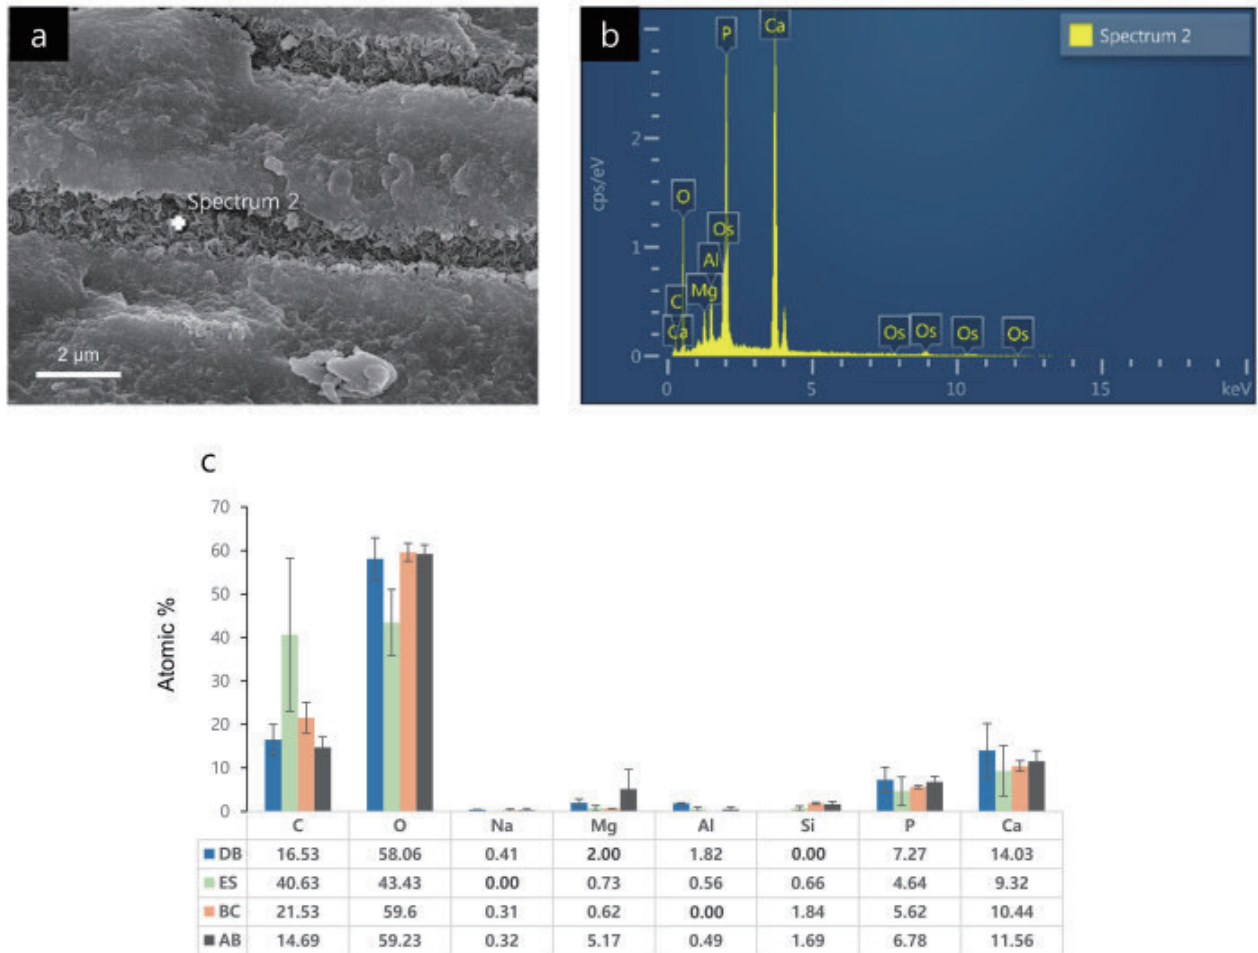 a
Spectrum 2
2 µm
b
Spectrum 2
P
Ca
O
Os
Al
Mg
C
Ca
Os
Os
Os
Os
cps/eV
2
1
0
0
5
10
15
keV
c
Atomic %
70
60
50
40
30
20
10
0
C O Na Mg Al Si P Ca
DB 16.53 58.06 0.41 2.00 1.82 0.00 7.27 14.03
ES 40.63 43.43 0.00 0.73 0.56 0.66 4.64 9.32
BC 21.53 59.6 0.31 0.62 0.00 1.84 5.62 10.44
AB 14.69 59.23 0.32 5.17 0.49 1.69 6.78 11.56